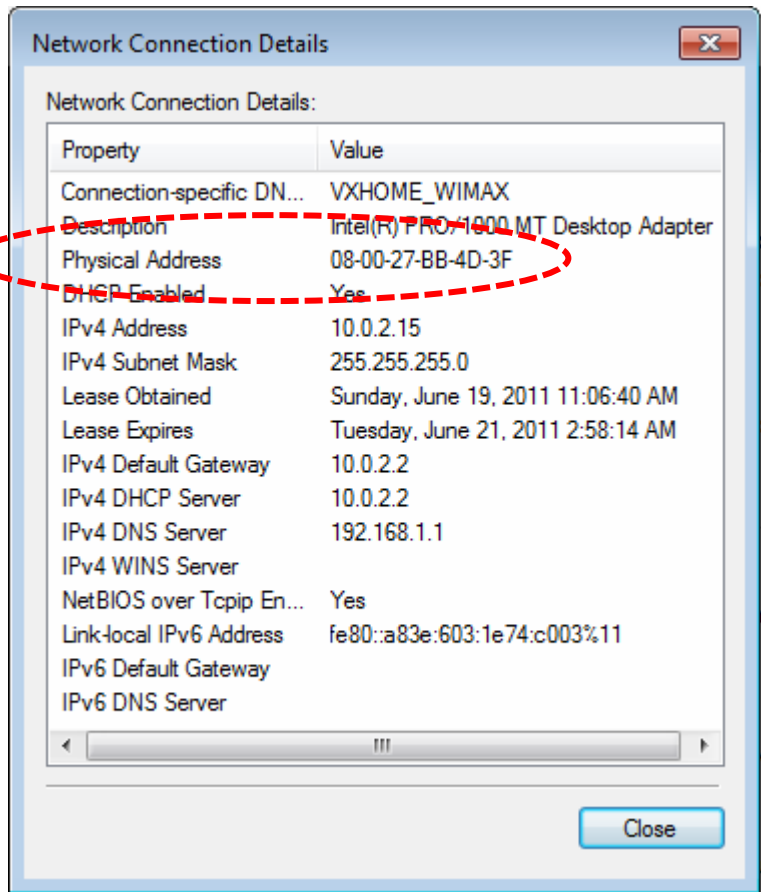 Network Connection Details
Network Connection Details:
Property Value
Connection-specific DN... VXHOME_WIMAX
Description Intel(R) PRO/1000 MT Desktop Adapter
Physical Address 08-00-27-BB-4D-3F
DHCP Enabled Yes
IPv4 Address 10.0.2.15
IPv4 Subnet Mask 255.255.255.0
Lease Obtained Sunday, June 19, 2011 11:06:40 AM
Lease Expires Tuesday, June 21, 2011 2:58:14 AM
IPv4 Default Gateway 10.0.2.2
IPv4 DHCP Server 10.0.2.2
IPv4 DNS Server 192.168.1.1
IPv4 WINS Server
NetBIOS over Tcpip En... Yes
Link-local IPv6 Address fe80::a83e:603:1e74:c003%11
IPv6 Default Gateway
IPv6 DNS Server
Close